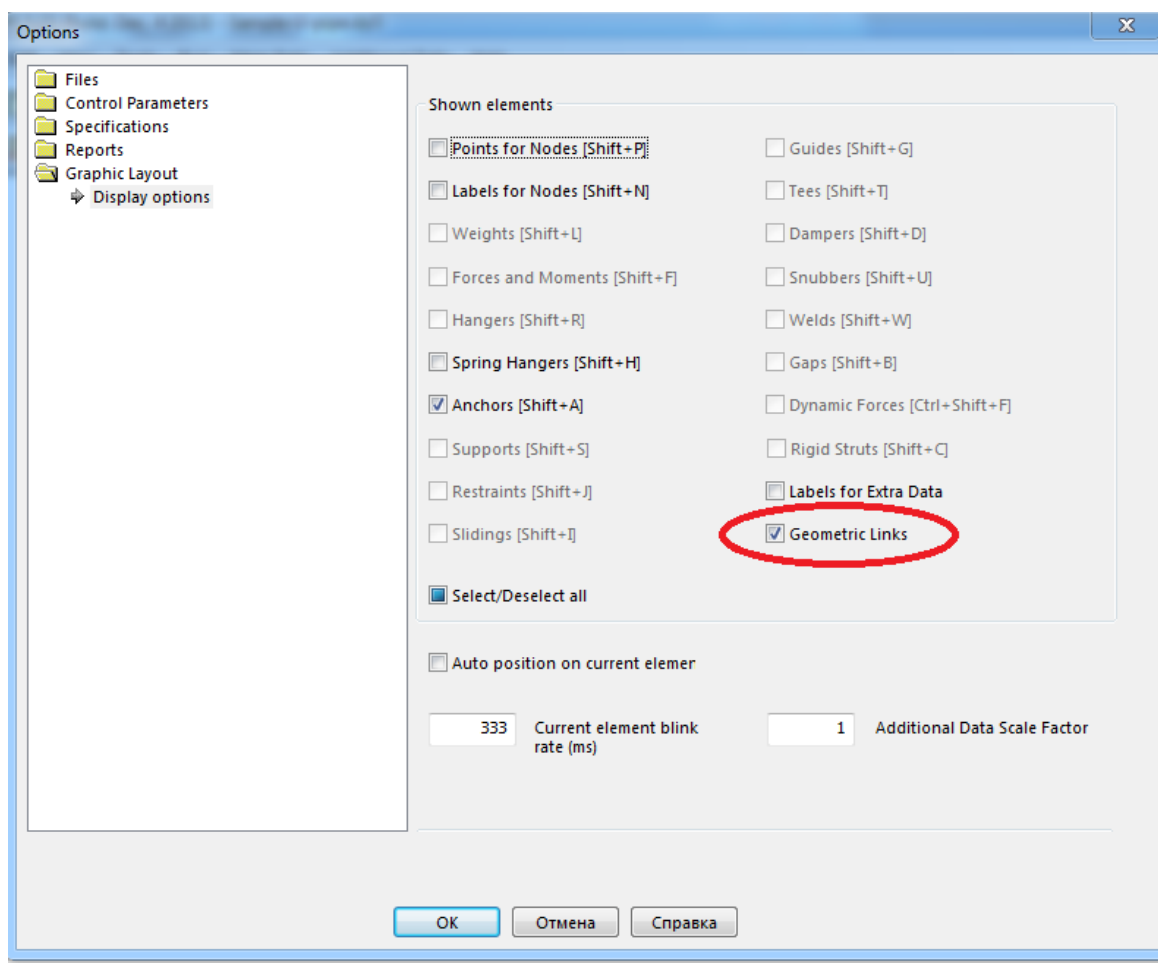 Options
Files
Control Parameters
Specifications
Reports
Graphic Layout
Display options
Shown elements
Points for Nodes [Shift+P]
Labels for Nodes [Shift+N]
Weights [Shift+L]
Forces and Moments [Shift+F]
Hangers [Shift+R]
Spring Hangers [Shift+H]
Anchors [Shift+A]
Supports [Shift+S]
Restraints [Shift+J]
Slidings [Shift+I]
Guides [Shift+G]
Tees [Shift+T]
Dampers [Shift+D]
Snubbers [Shift+U]
Welds [Shift+W]
Gaps [Shift+B]
Dynamic Forces [Ctrl+Shift+F]
Rigid Struts [Shift+C]
Labels for Extra Data
Geometric Links
Select/Deselect all
Auto position on current elemer
333 Current element blink
rate (ms)
1 Additional Data Scale Factor
OK
Отмена
Справка